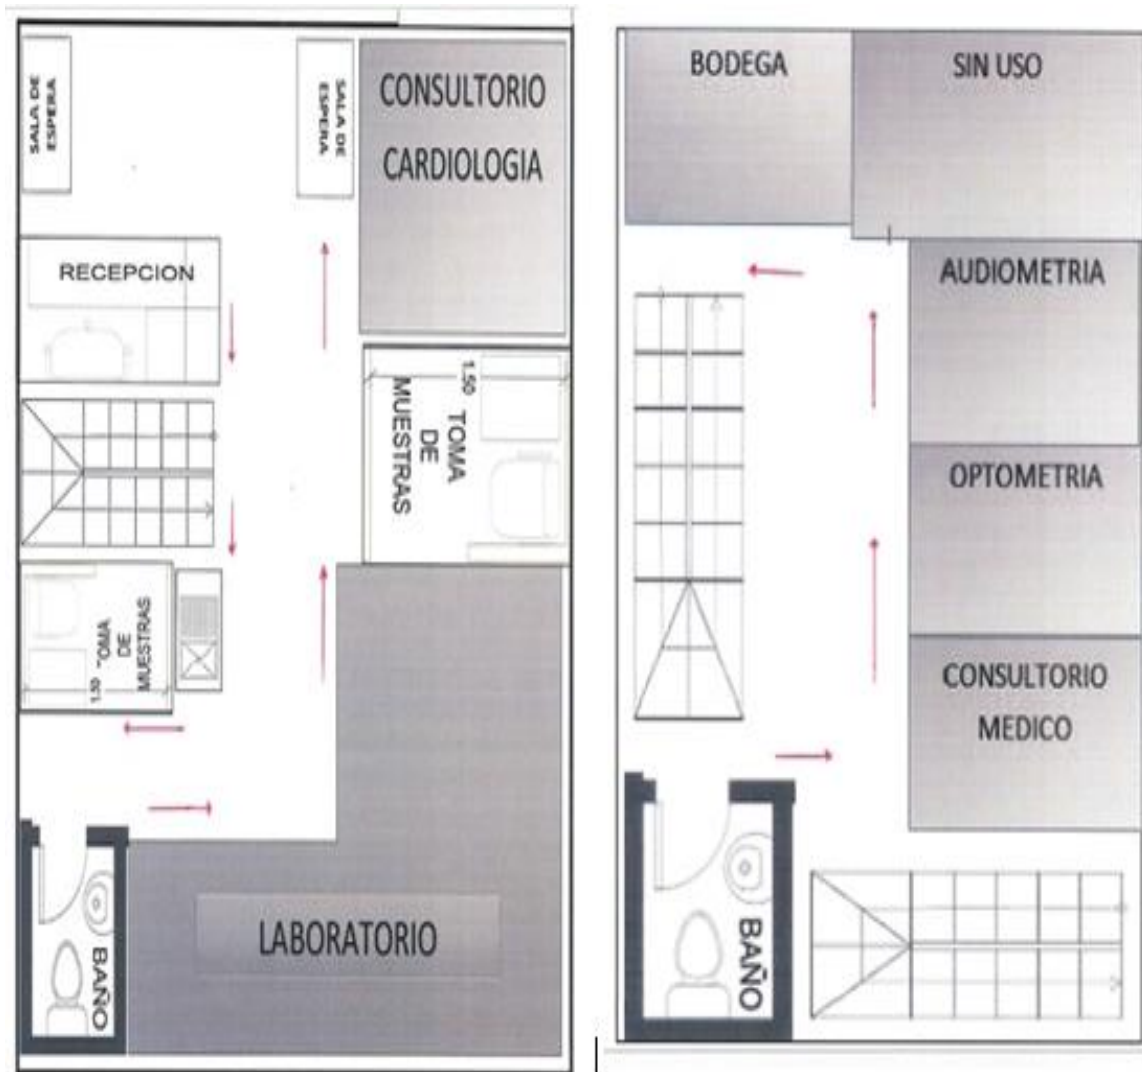 SALA DE
ESPERA
SALA DE
ESPERA
CONSULTORIO
CARDIOLOGIA
RECEPCION
1.50
TOMA
DE
MUESTRAS
TOMA
DE
MUESTRAS
1.50
BAÑO
LABORATORIO
BODEGA
SIN USO
AUDIOMETRIA
OPTOMETRIA
CONSULTORIO
MEDICO
BAÑO